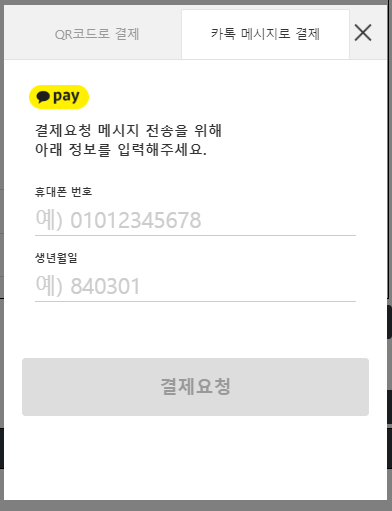 QR코드로 결제
카톡 메시지로 결제
pay
결제요청 메시지 전송을 위해
아래 정보를 입력해주세요.
휴대폰 번호
예) 01012345678
생년월일
예) 840301
결제요청